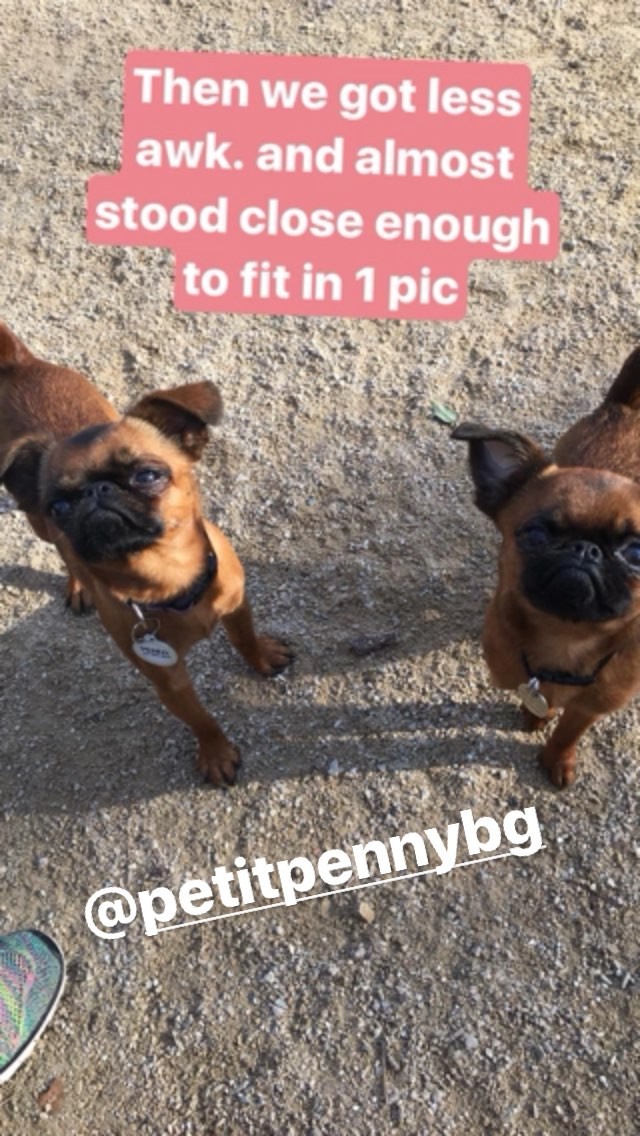 Then we got less
awk. and almost
stood close enough
to fit in 1 pic
@petitpennybg